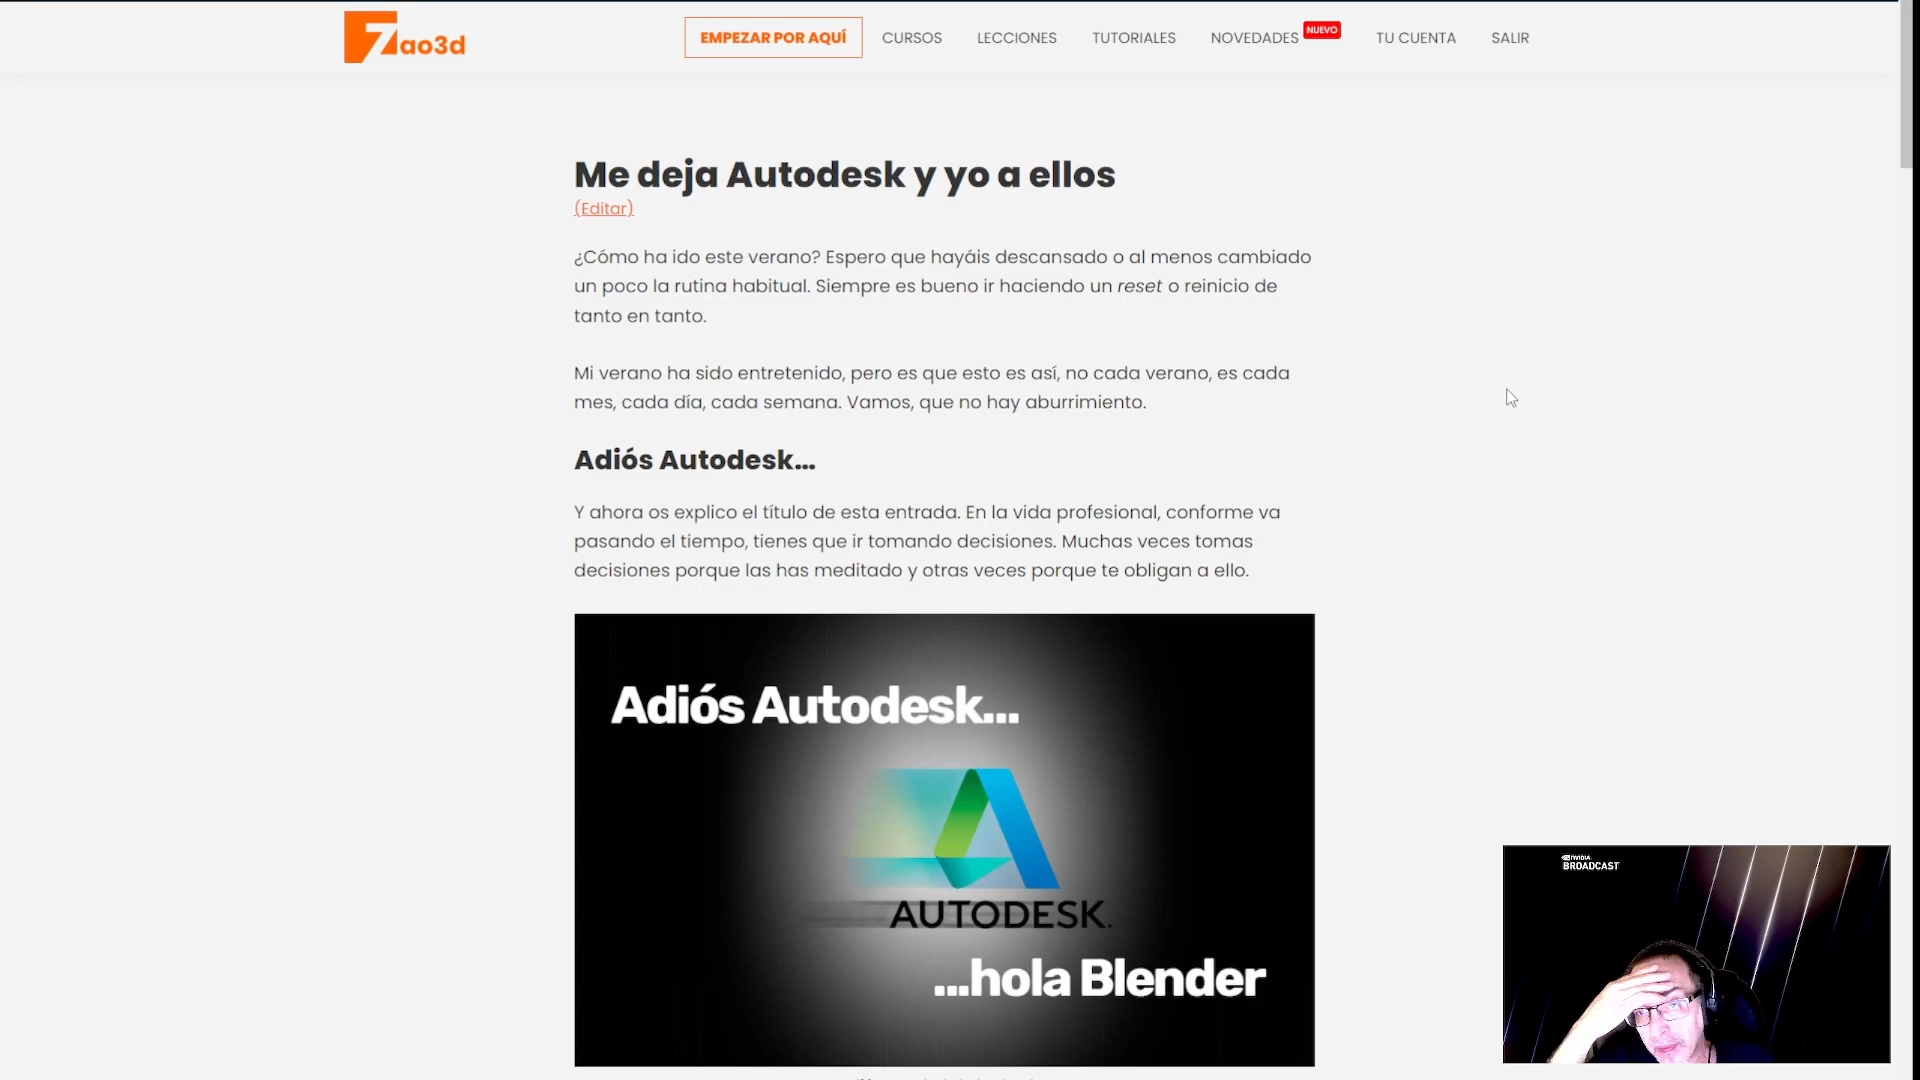 7ao3d
EMPEZAR POR AQUÍ
CURSOS
LECCIONES
TUTORIALES
NOVEDADES
NUEVO
TU CUENTA
SALIR
Me deja Autodesk y yo a ellos
(Editar)
¿Cómo ha ido este verano? Espero que hayáis descansado o al menos cambiado
un poco la rutina habitual. Siempre es bueno ir haciendo un reset o reinicio de
tanto en tanto.
Mi verano ha sido entretenido, pero es que esto es así, no cada verano, es cada
mes, cada día, cada semana. Vamos, que no hay aburrimiento.
Adiós Autodesk...
Y ahora os explico el título de esta entrada. En la vida profesional, conforme va
pasando el tiempo, tienes que ir tomando decisiones. Muchas veces tomas
decisiones porque las has meditado y otras veces porque te obligan a ello.
Adiós Autodesk...
AUTODESK.
...hola Blender
NVIDIA
BROADCAST